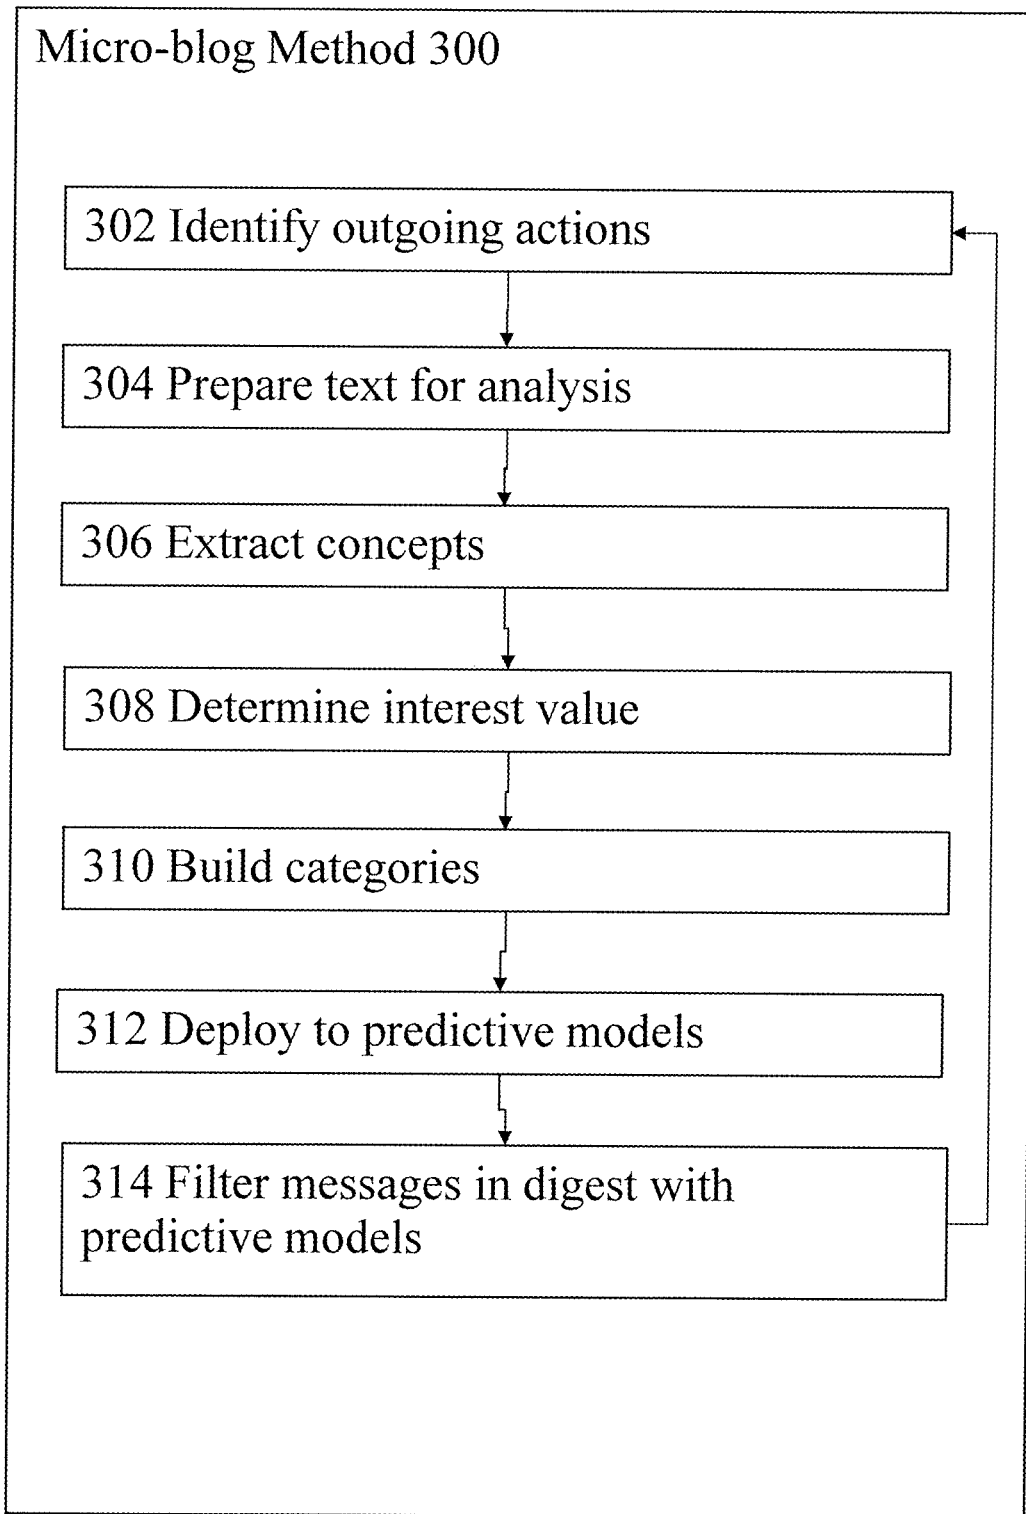 Micro-blog Method 300
302 Identify outgoing actions
304 Prepare text for analysis
306 Extract concepts
308 Determine interest value
310 Build categories
312 Deploy to predictive models
314 Filter messages in digest with
predictive models